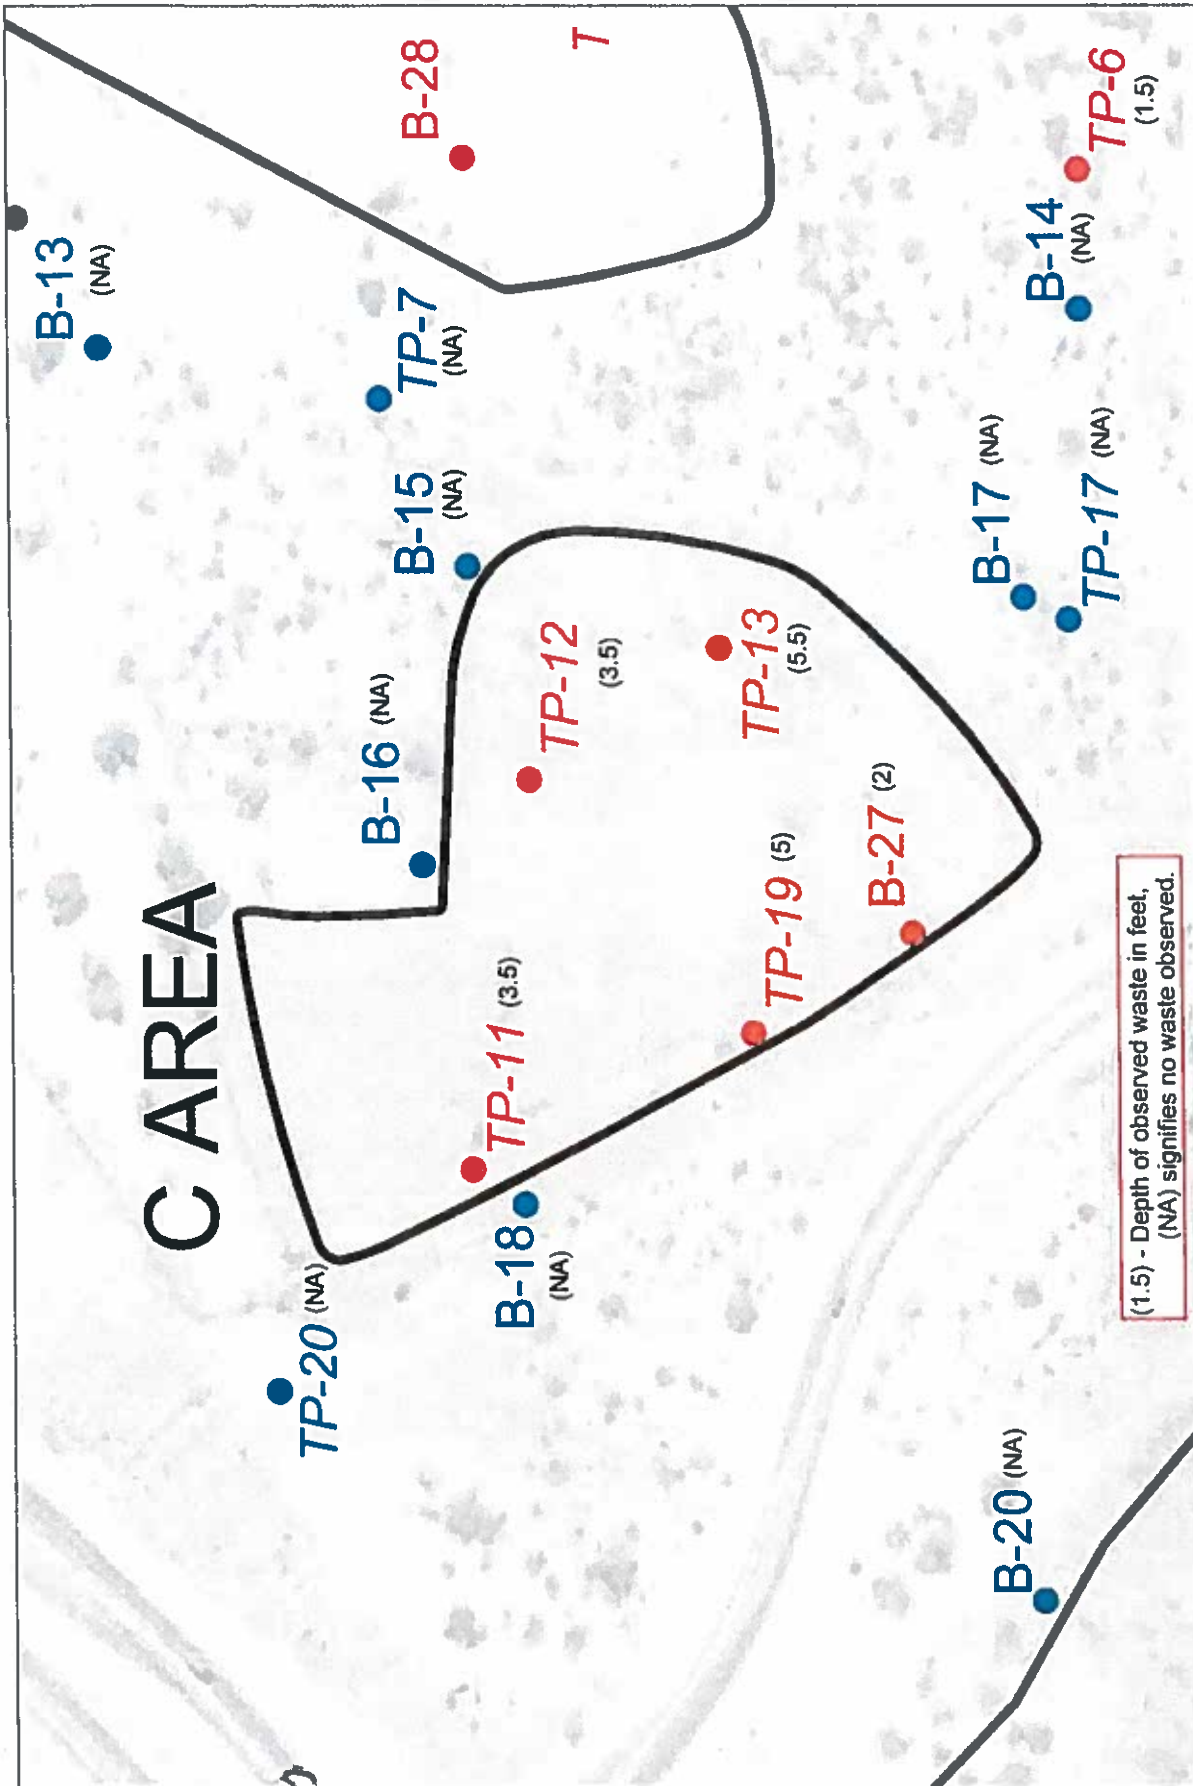 C AREA
B-13
(NA)
B-28
T
TP-7
(NA)
B-15
(NA)
B-16 (NA)
TP-12
(3.5)
TP-13
(5.5)
TP-11 (3.5)
TP-19 (5)
B-27 (2)
B-18
(NA)
TP-20 (NA)
B-20 (NA)
B-17 (NA)
TP-17 (NA)
B-14
(NA)
TP-6
(1.5)
(1.5) - Depth of observed waste in feet,
(NA) signifies no waste observed.